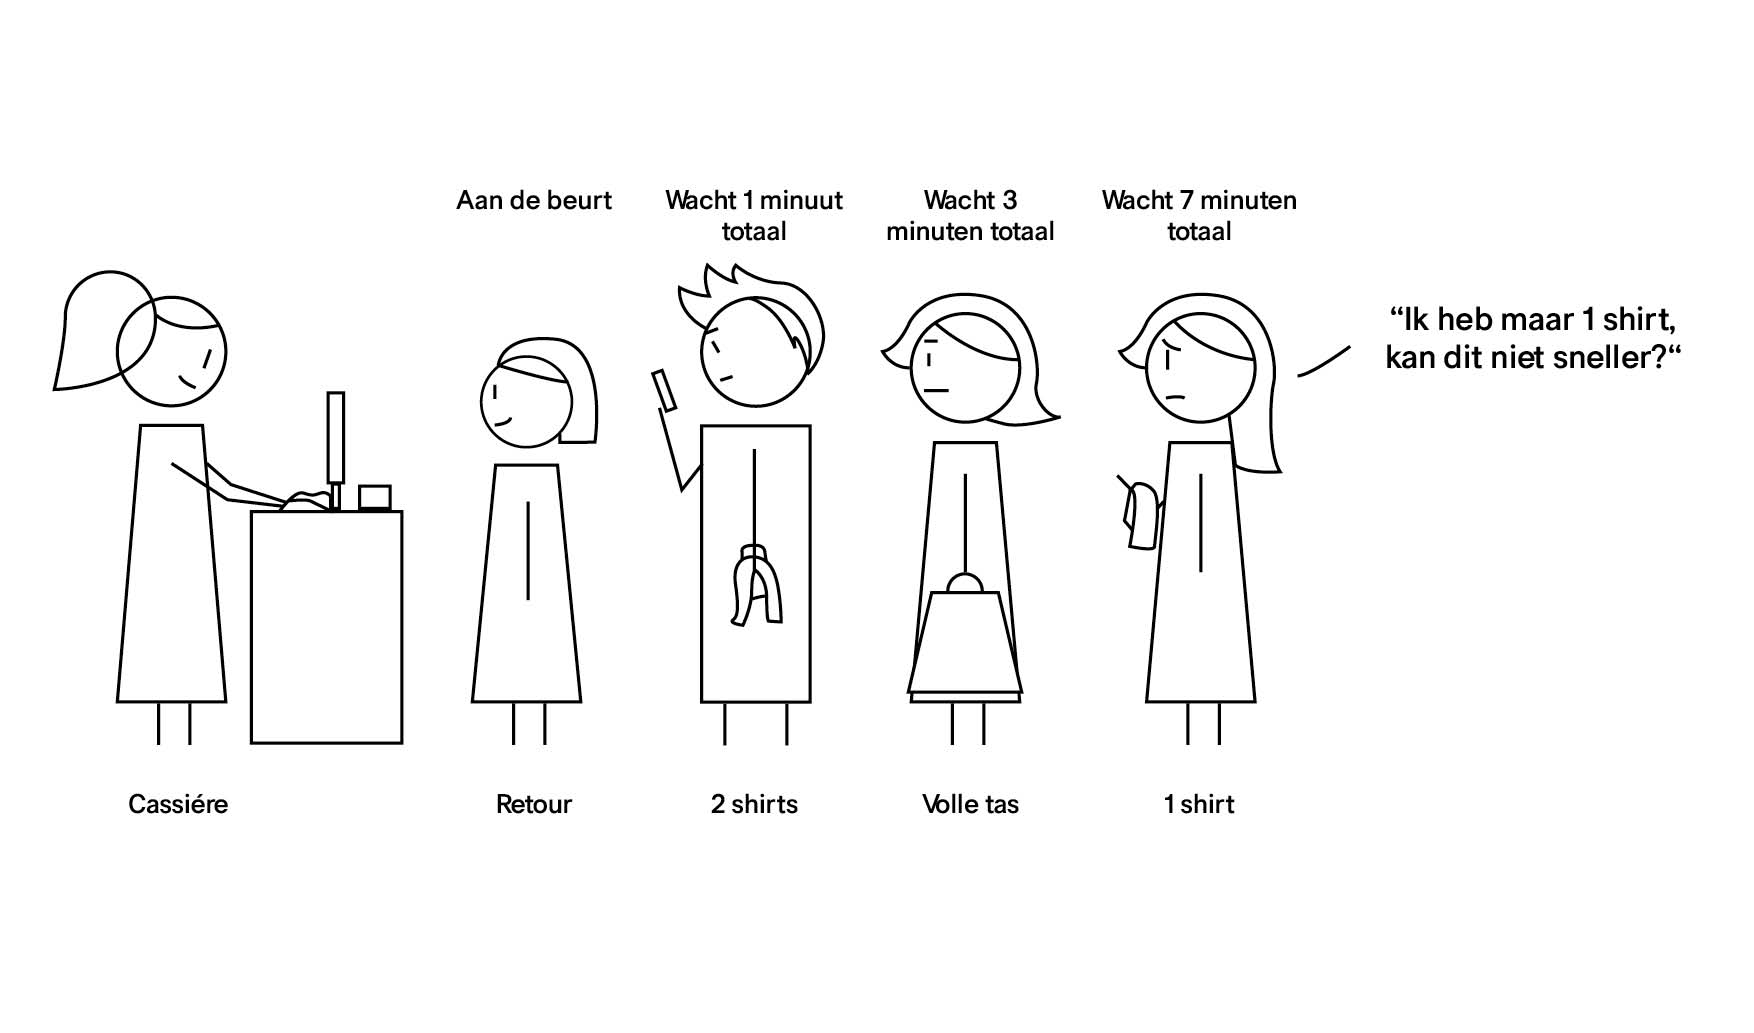 Aan de beurt
Wacht 1 minuut
totaal
Wacht 3
minuten totaal
Wacht 7 minuten
totaal
“Ik heb maar 1 shirt,
kan dit niet sneller?“
Cassiére
Retour
2 shirts
Volle tas
1 shirt